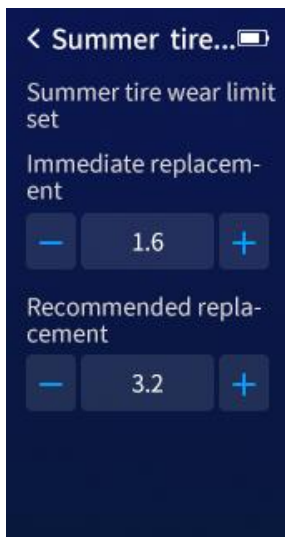 < Summer tire...
Summer tire wear limit
set
Immediate replacem-
ent
− 1.6 +
Recommended repla-
cement
− 3.2 +